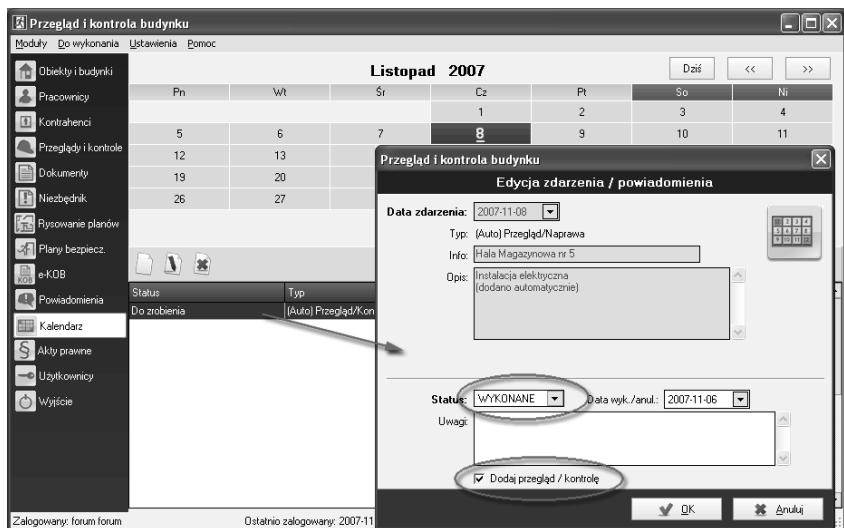 Przegląd i kontrola budynku
Moduły Do wykonania Ustawienia Pomoc
Obiekty i budynki
Pracownicy
Kontrahenci
Przeglądy i kontrole
Dokumenty
Niezbędnik
Rysowanie planów
Plany bezpiecz.
e-KOB
Powiadomienia
Kalendarz
Akty prawne
Użytkownicy
Wyjście
Listopad 2007
Dziś << >>
Pn Wt Śr Cz Pt So Ni
1 2 3 4
5 6 7 8 9 10 11
12 13
19 20
26 27
Status Typ
Do zrobienia (Auto) Przegląd/Kon
Przegląd i kontrola budynku
Edycja zdarzenia / powiadomienia
Data zdarzenia: 2007-11-08
Typ: (Auto) Przegląd/Naprawa
Info: Hala Magazynowa nr 5
Opis: Instalacja elektryczna
(dodano automatycznie)
Status: WYKONANE Data wyk./anul.: 2007-11-06
Uwagi:
Dodaj przegląd / kontrolę
OK Anuluj
Zalogowany: forum forum Ostatnio zalogowany: 2007-11